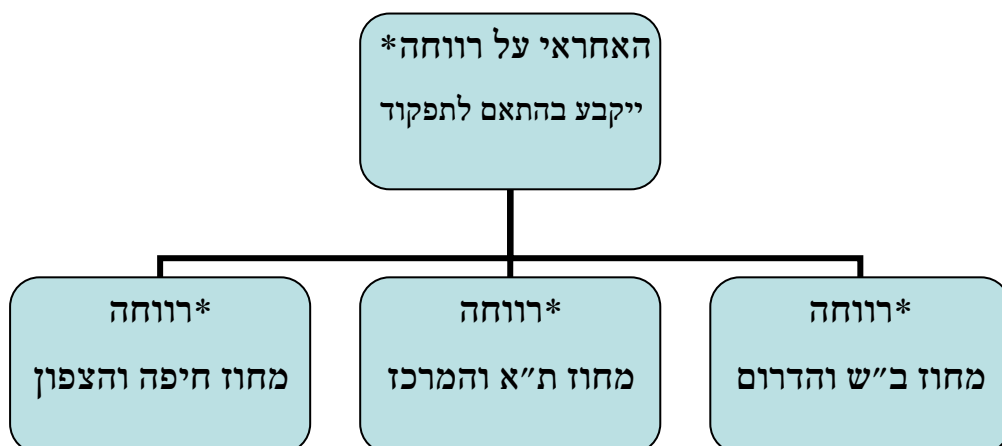 האחראי על רווחה*
ייקבע בהתאם לתפקוד
*רווחה
מחוז ב״ש והדרום
*רווחה
מחוז ת״א והמרכז
*רווחה
מחוז חיפה והצפון